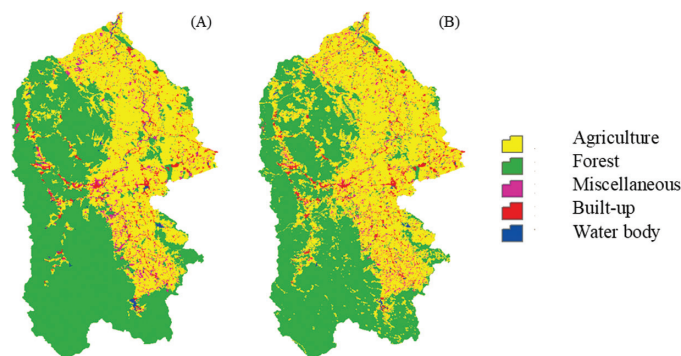 (A)
(B)
Agriculture
Forest
Miscellaneous
Built-up
Water body